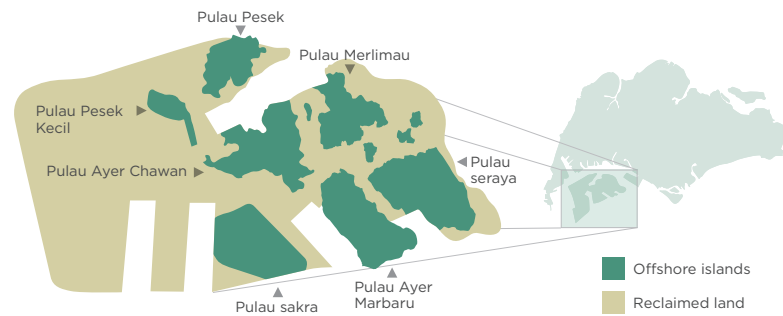 Pulau Pesek
Pulau Merlimau
Pulau Pesek
Kecil
Pulau Ayer Chawan
Pulau
seraya
Pulau sakra
Pulau Ayer
Marbaru
Offshore islands
Reclaimed land